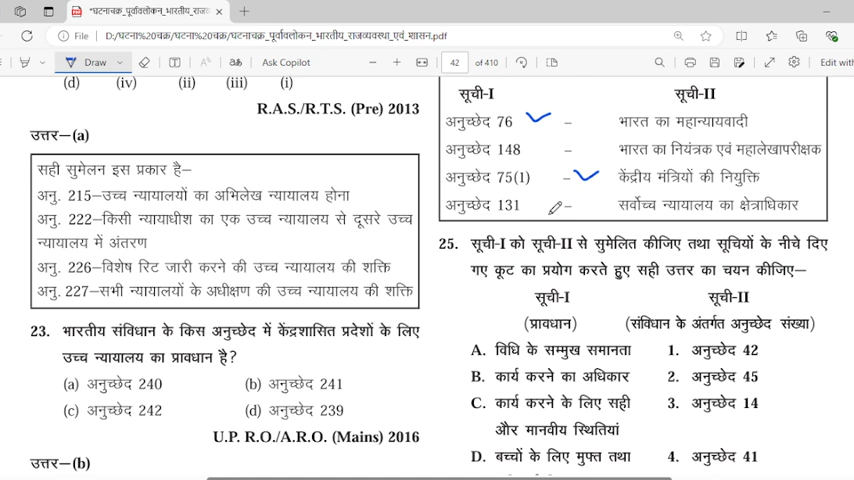 "घटनाचक्र_पूर्वावलोकन_भारतीय_राजव
File
D:/घटना%20चक्र/घटना%20चक्र/घटनाचक्र_पूर्वावलोकन_भारतीय_राजव्यवस्था_एवं_शासन.pdf
Draw
Ask Copilot
42 of 410
Edit with
(d) (iv) (ii) (iii) (i)
R.A.S./R.T.S. (Pre) 2013
उत्तर—(a)
सही सुमेलन इस प्रकार है—
अनु. 215—उच्च न्यायालयों का अभिलेख न्यायालय होना
अनु. 222—किसी न्यायाधीश का एक उच्च न्यायालय से दूसरे उच्च
न्यायालय में अंतरण
अनु. 226—विशेष रिट जारी करने की उच्च न्यायालय की शक्ति
अनु. 227—सभी न्यायालयों के अधीक्षण की उच्च न्यायालय की शक्ति
23. भारतीय संविधान के किस अनुच्छेद में केंद्रशासित प्रदेशों के लिए
उच्च न्यायालय का प्रावधान है?
(a) अनुच्छेद 240 (b) अनुच्छेद 241
(c) अनुच्छेद 242 (d) अनुच्छेद 239
U.P. R.O./A.R.O. (Mains) 2016
उत्तर—(b)
सूची-I सूची-II
अनुच्छेद 76 – भारत का महान्यायवादी
अनुच्छेद 148 – भारत का नियंत्रक एवं महालेखापरीक्षक
अनुच्छेद 75(1) – केंद्रीय मंत्रियों की नियुक्ति
अनुच्छेद 131 – सर्वोच्च न्यायालय का क्षेत्राधिकार
25. सूची-I को सूची-II से सुमेलित कीजिए तथा सूचियों के नीचे दिए
गए कूट का प्रयोग करते हुए सही उत्तर का चयन कीजिए—
सूची-I सूची-II
(प्रावधान) (संविधान के अंतर्गत अनुच्छेद संख्या)
A. विधि के सम्मुख समानता 1. अनुच्छेद 42
B. कार्य करने का अधिकार 2. अनुच्छेद 45
C. कार्य करने के लिए सही 3. अनुच्छेद 14
और मानवीय स्थितियां
D. बच्चों के लिए मुफ्त तथा 4. अनुच्छेद 41